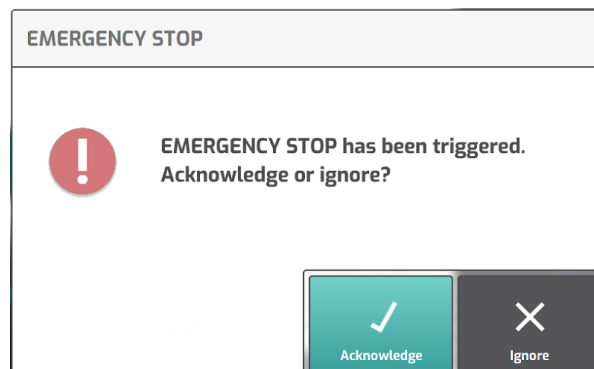 EMERGENCY STOP
EMERGENCY STOP has been triggered.
Acknowledge or ignore?
Acknowledge
Ignore